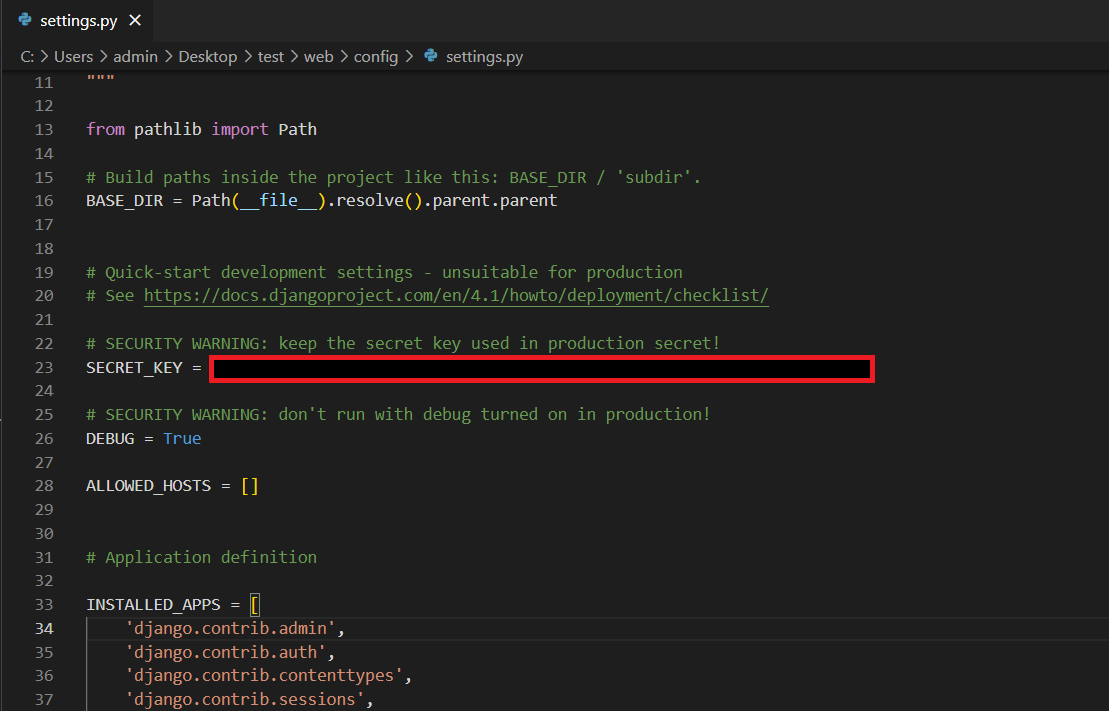 settings.py
C: > Users > admin > Desktop > test > web > config > settings.py
11 """
12
13 from pathlib import Path
14
15 # Build paths inside the project like this: BASE_DIR / 'subdir'.
16 BASE_DIR = Path(__file__).resolve().parent.parent
17
18
19 # Quick-start development settings - unsuitable for production
20 # See https://docs.djangoproject.com/en/4.1/howto/deployment/checklist/
21
22 # SECURITY WARNING: keep the secret key used in production secret!
23 SECRET_KEY =
24
25 # SECURITY WARNING: don't run with debug turned on in production!
26 DEBUG = True
27
28 ALLOWED_HOSTS = []
29
30
31 # Application definition
32
33 INSTALLED_APPS = [
34     'django.contrib.admin',
35     'django.contrib.auth',
36     'django.contrib.contenttypes',
37     'django.contrib.sessions',